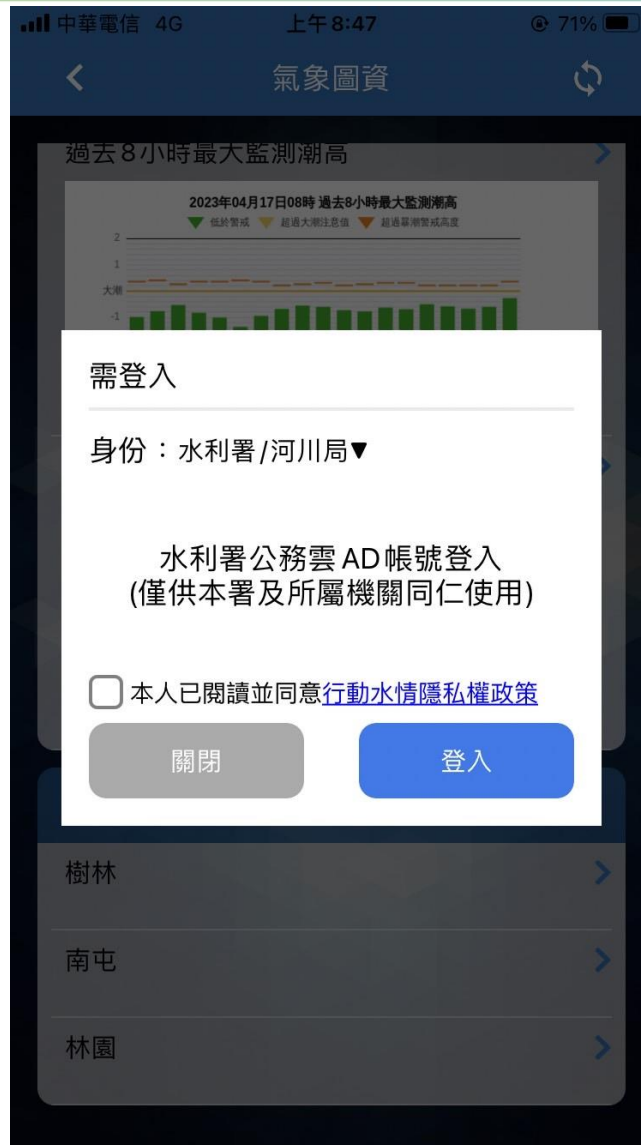 中華電信 4G 上午8:47 71%
氣象圖資
過去8小時最大監測潮高
2023年04月17日08時 過去8小時最大監測潮高
低於警戒 超過大潮注意值 超過暴潮警戒高度
2
1
大潮
-1
需登入
身份：水利署/河川局▼
水利署公務雲AD帳號登入
(僅供本署及所屬機關同仁使用)
本人已閱讀並同意行動水情隱私權政策
關閉 登入
樹林
南屯
林園